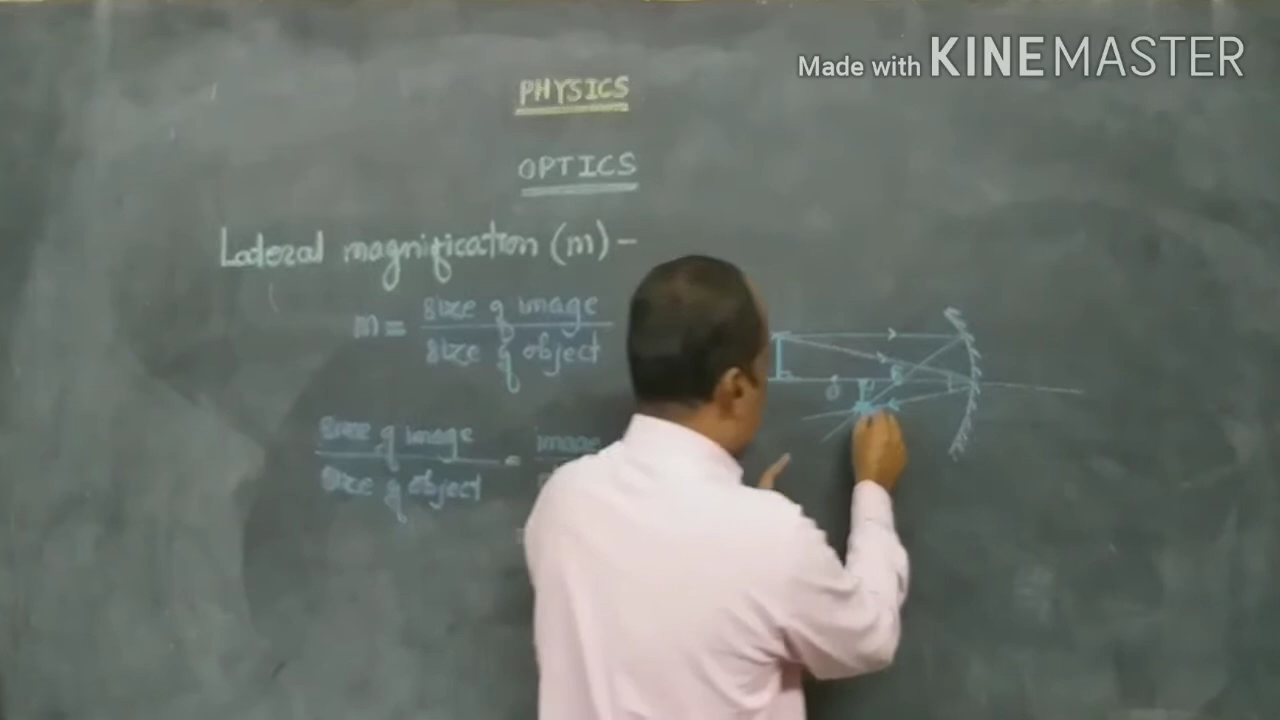 Made with KINEMASTER
PHYSICS
OPTICS
Lateral magnification (m) -
m = size of image
size of object
size of image = image
size of object